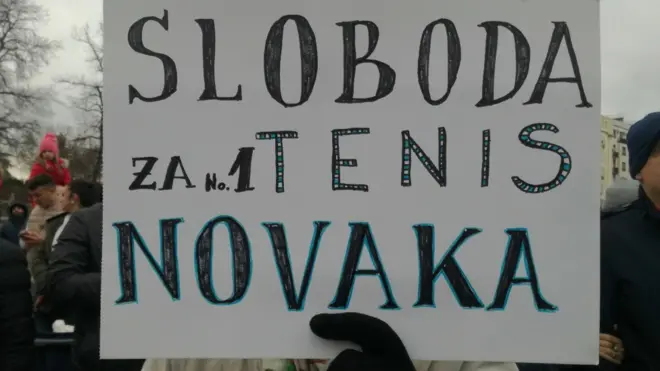 SLOBODA
ZA No.1 TENIS
NOVAKA